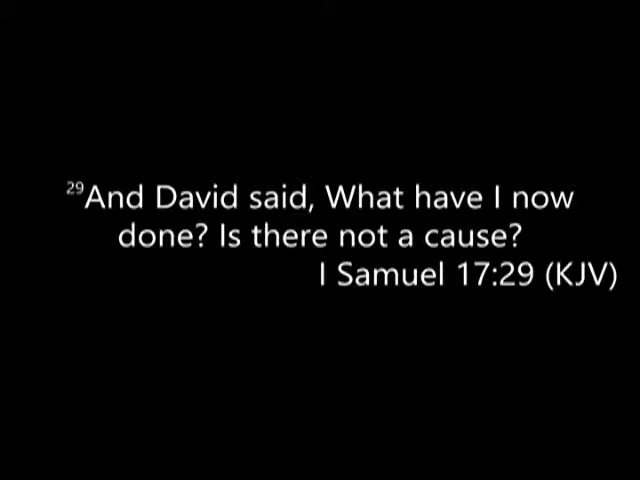 29And David said, What have I now
done? Is there not a cause?
I Samuel 17:29 (KJV)